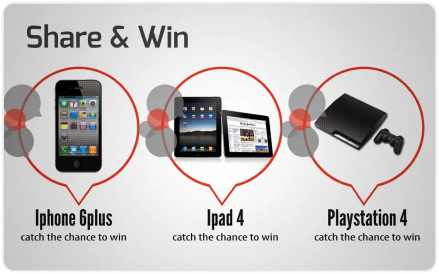 Share & Win
Iphone 6plus
catch the chance to win
Ipad 4
catch the chance to win
Playstation 4
catch the chance to win